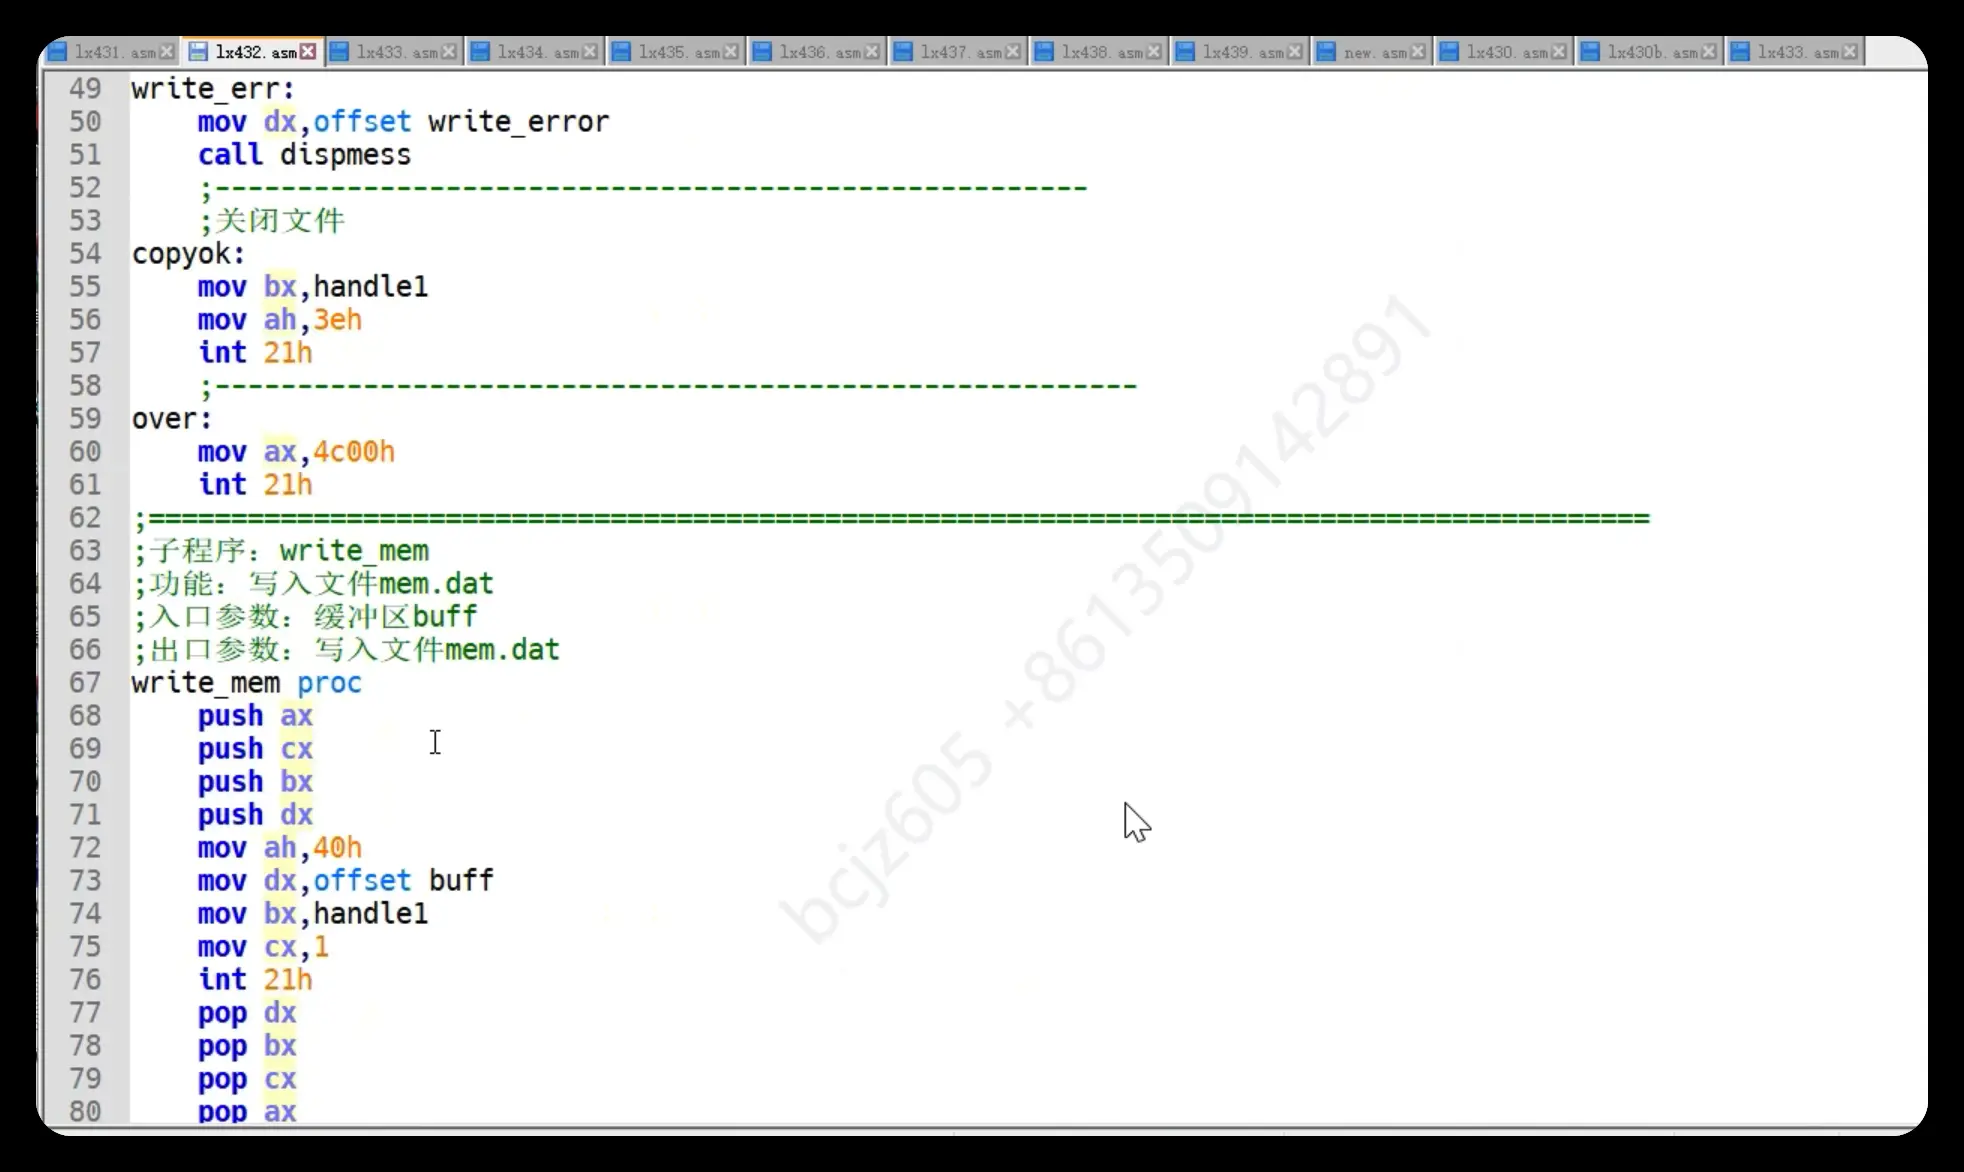 lx431.asm lx432.asm lx433.asm lx434.asm lx435.asm lx436.asm lx437.asm lx438.asm lx439.asm new.asm lx430.asm lx430b.asm lx433.asm
49 write_err:
50 mov dx,offset write_error
51 call dispmess
52 ;-----------------------------------------------------
53 ;关闭文件
54 copyok:
55 mov bx,handle1
56 mov ah,3eh
57 int 21h
58 ;--------------------------------------------------------
59 over:
60 mov ax,4c00h
61 int 21h
62 ;===========================================================================================
63 ;子程序：write_mem
64 ;功能：写入文件mem.dat
65 ;入口参数：缓冲区buff
66 ;出口参数：写入文件mem.dat
67 write_mem proc
68 push ax
69 push cx
70 push bx
71 push dx
72 mov ah,40h
73 mov dx,offset buff
74 mov bx,handle1
75 mov cx,1
76 int 21h
77 pop dx
78 pop bx
79 pop cx
80 pop ax
bcjz605 +8613509142891